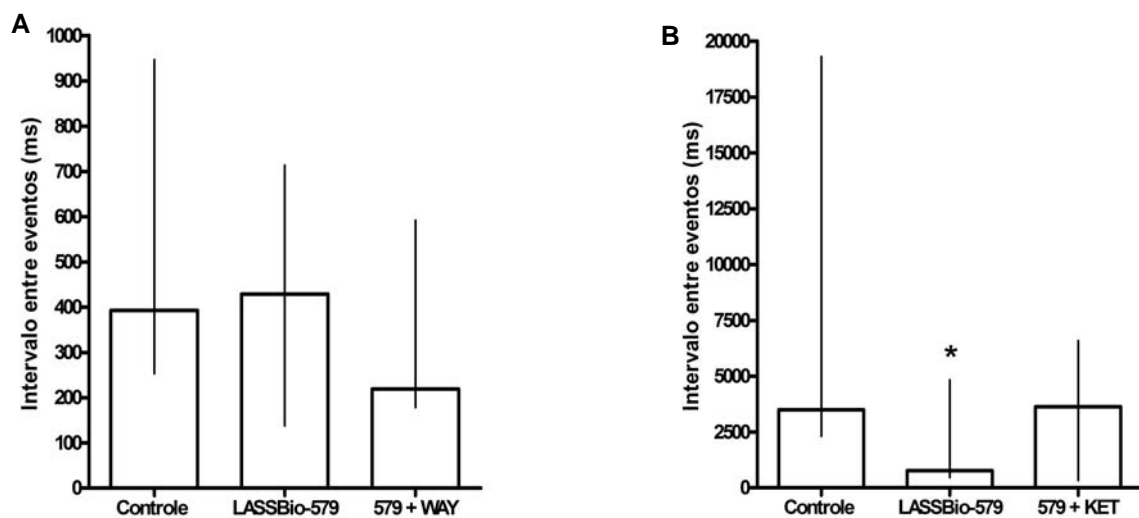 A
Intervalo entre eventos (ms)
1000
900
800
700
600
500
400
300
200
100
0
Controle
LASSBio-579
579 + WAY
B
Intervalo entre eventos (ms)
20000
17500
15000
12500
10000
7500
5000
2500
0
*
Controle
LASSBio-579
579 + KET